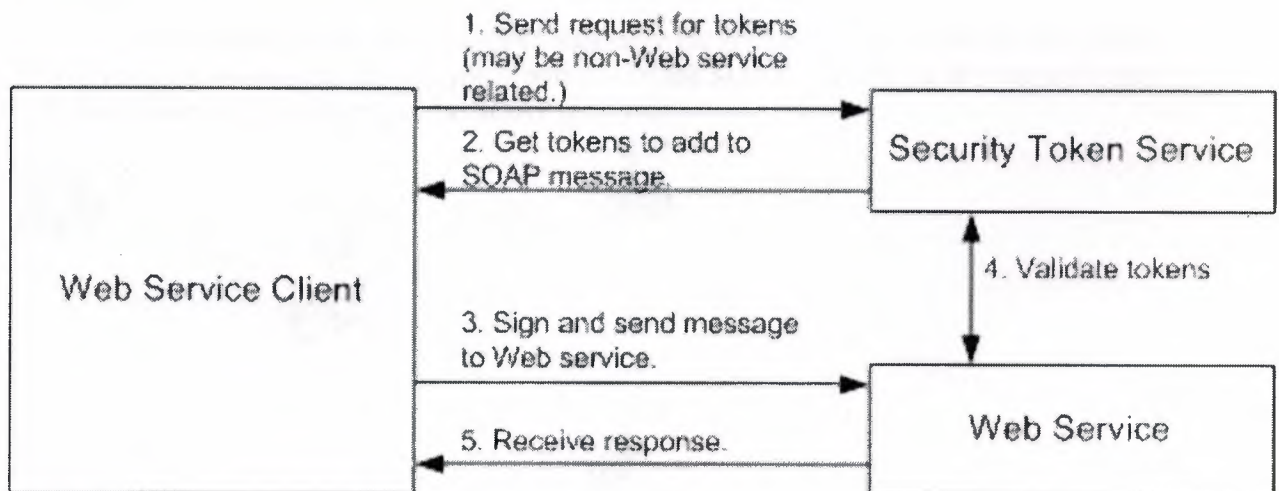 1. Send request for tokens
(may be non-Web service
related.)
2. Get tokens to add to
SOAP message.
Security Token Service
4. Validate tokens
Web Service Client
3. Sign and send message
to Web service.
5. Receive response.
Web Service